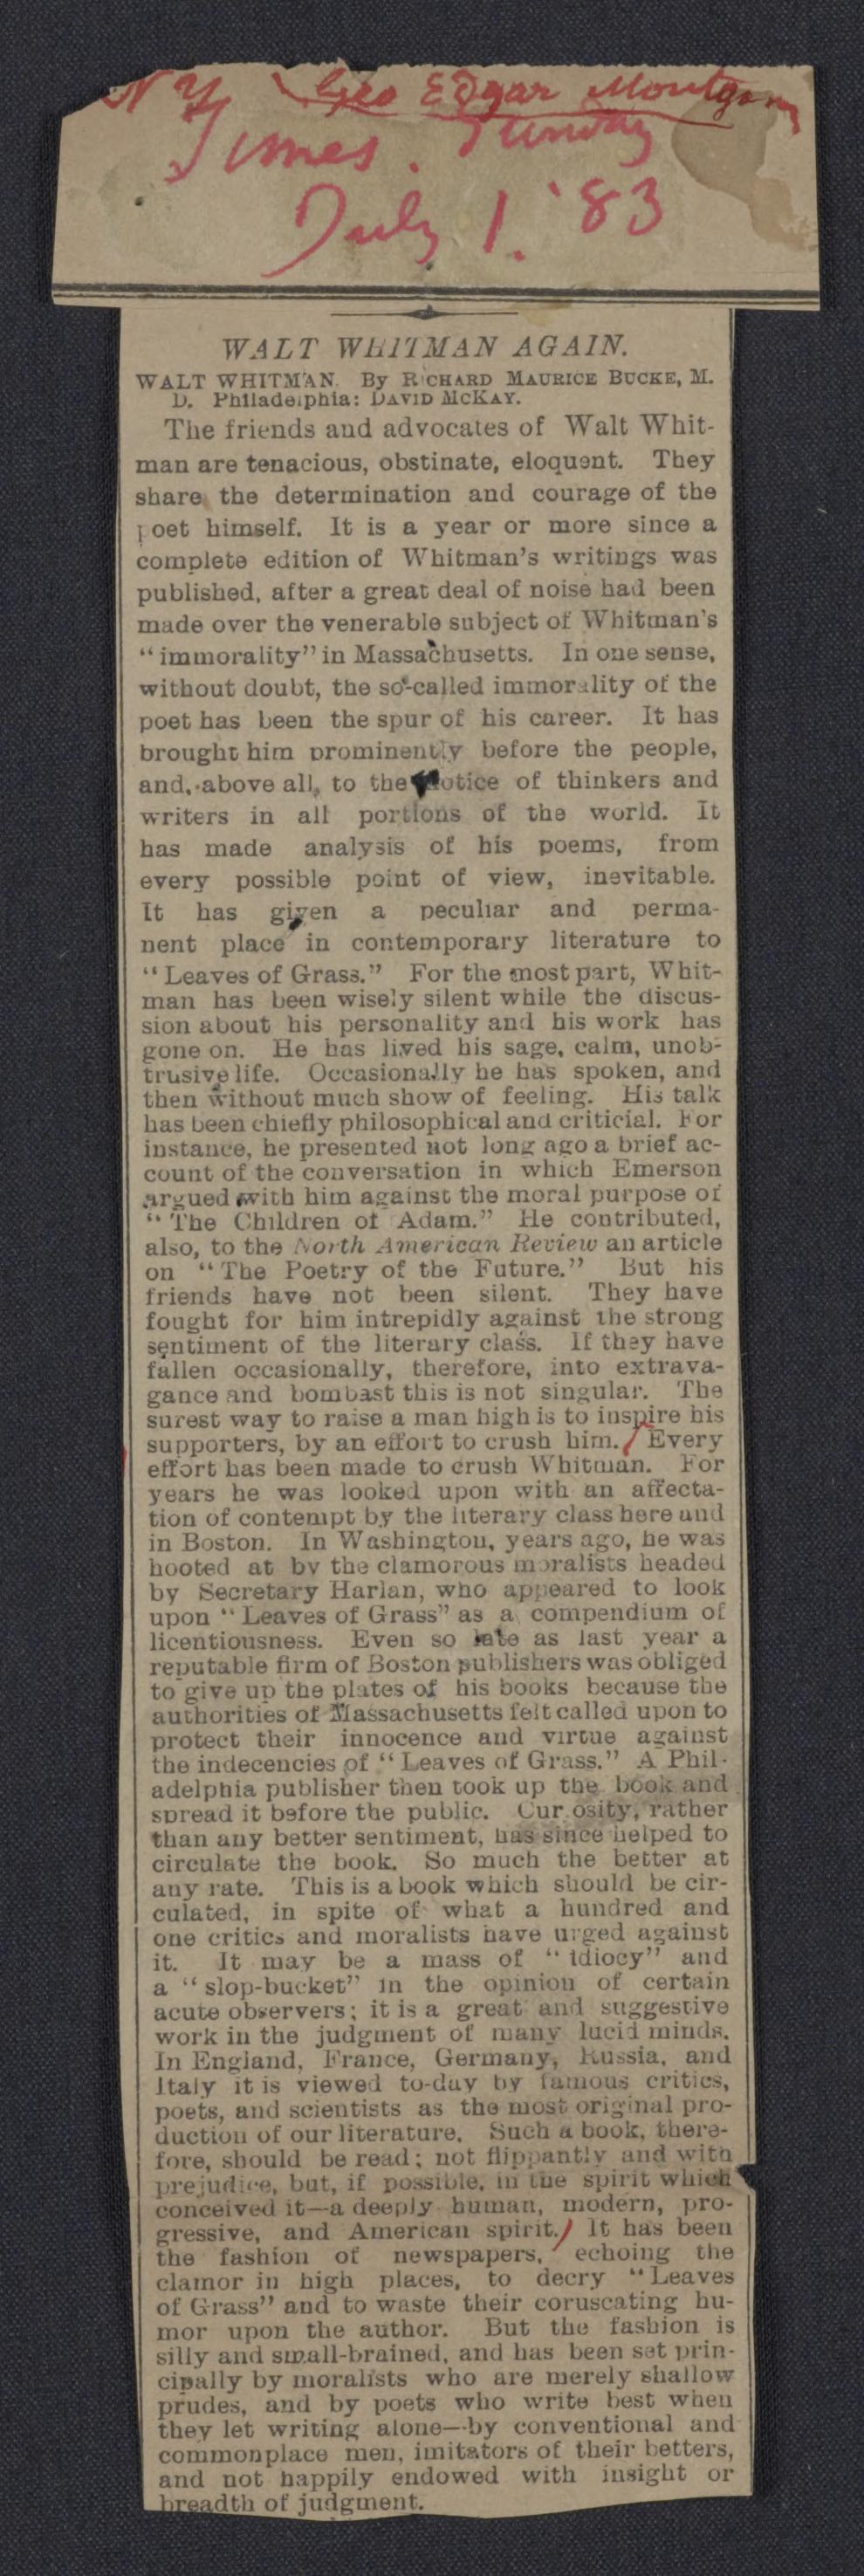 N Y Geo Edgar Montgom
Times. Sunday
July 1. '83
WALT WHITMAN AGAIN.
WALT WHITMAN. By RICHARD MAURICE BUCKE, M.
D. Philadelphia: DAVID MCKAY.
The friends and advocates of Walt Whit-
man are tenacious, obstinate, eloquent. They
share the determination and courage of the
poet himself. It is a year or more since a
complete edition of Whitman's writings was
published, after a great deal of noise had been
made over the venerable subject of Whitman's
"immorality" in Massachusetts. In one sense,
without doubt, the so-called immorality of the
poet has been the spur of his career. It has
brought him prominently before the people,
and, above all, to the notice of thinkers and
writers in all portions of the world. It
has made analysis of his poems, from
every possible point of view, inevitable.
It has given a peculiar and perma-
nent place in contemporary literature to
"Leaves of Grass." For the most part, Whit-
man has been wisely silent while the discus-
sion about his personality and his work has
gone on. He has lived his sage, calm, unob-
trusive life. Occasionally he has spoken, and
then without much show of feeling. His talk
has been chiefly philosophical and criticial. For
instance, he presented not long ago a brief ac-
count of the conversation in which Emerson
argued with him against the moral purpose of
"The Children of Adam." He contributed,
also, to the North American Review an article
on "The Poetry of the Future." But his
friends have not been silent. They have
fought for him intrepidly against the strong
sentiment of the literary class. If they have
fallen occasionally, therefore, into extrava-
gance and bombast this is not singular. The
surest way to raise a man high is to inspire his
supporters, by an effort to crush him. Every
effort has been made to crush Whitman. For
years he was looked upon with an affecta-
tion of contempt by the literary class here and
in Boston. In Washington, years ago, he was
hooted at by the clamorous moralists headed
by Secretary Harlan, who appeared to look
upon "Leaves of Grass" as a compendium of
licentiousness. Even so late as last year a
reputable firm of Boston publishers was obliged
to give up the plates of his books because the
authorities of Massachusetts felt called upon to
protect their innocence and virtue against
the indecencies of "Leaves of Grass." A Phil-
adelphia publisher then took up the book and
spread it before the public. Curiosity, rather
than any better sentiment, has since helped to
circulate the book. So much the better at
any rate. This is a book which should be cir-
culated, in spite of what a hundred and
one critics and moralists have urged against
it. It may be a mass of "idiocy" and
a "slop-bucket" in the opinion of certain
acute observers; it is a great and suggestive
work in the judgment of many lucid minds.
In England, France, Germany, Russia, and
Italy it is viewed to-day by famous critics,
poets, and scientists as the most original pro-
duction of our literature. Such a book, there-
fore, should be read; not flippantly and with
prejudice, but, if possible, in the spirit which
conceived it—a deeply human, modern, pro-
gressive, and American spirit. It has been
the fashion of newspapers, echoing the
clamor in high places, to decry "Leaves
of Grass" and to waste their coruscating hu-
mor upon the author. But the fashion is
silly and small-brained, and has been set prin-
cipally by moralists who are merely shallow
prudes, and by poets who write best when
they let writing alone—by conventional and
commonplace men, imitators of their betters,
and not happily endowed with insight or
breadth of judgment.